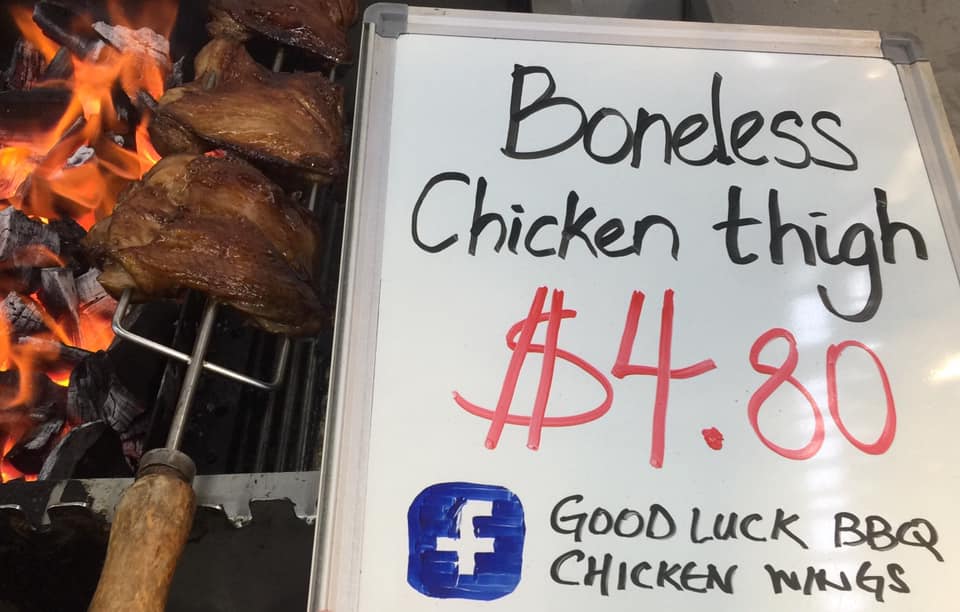 Boneless
Chicken thigh
$4.80
f GOOD LUCK BBQ
CHICKEN WINGS